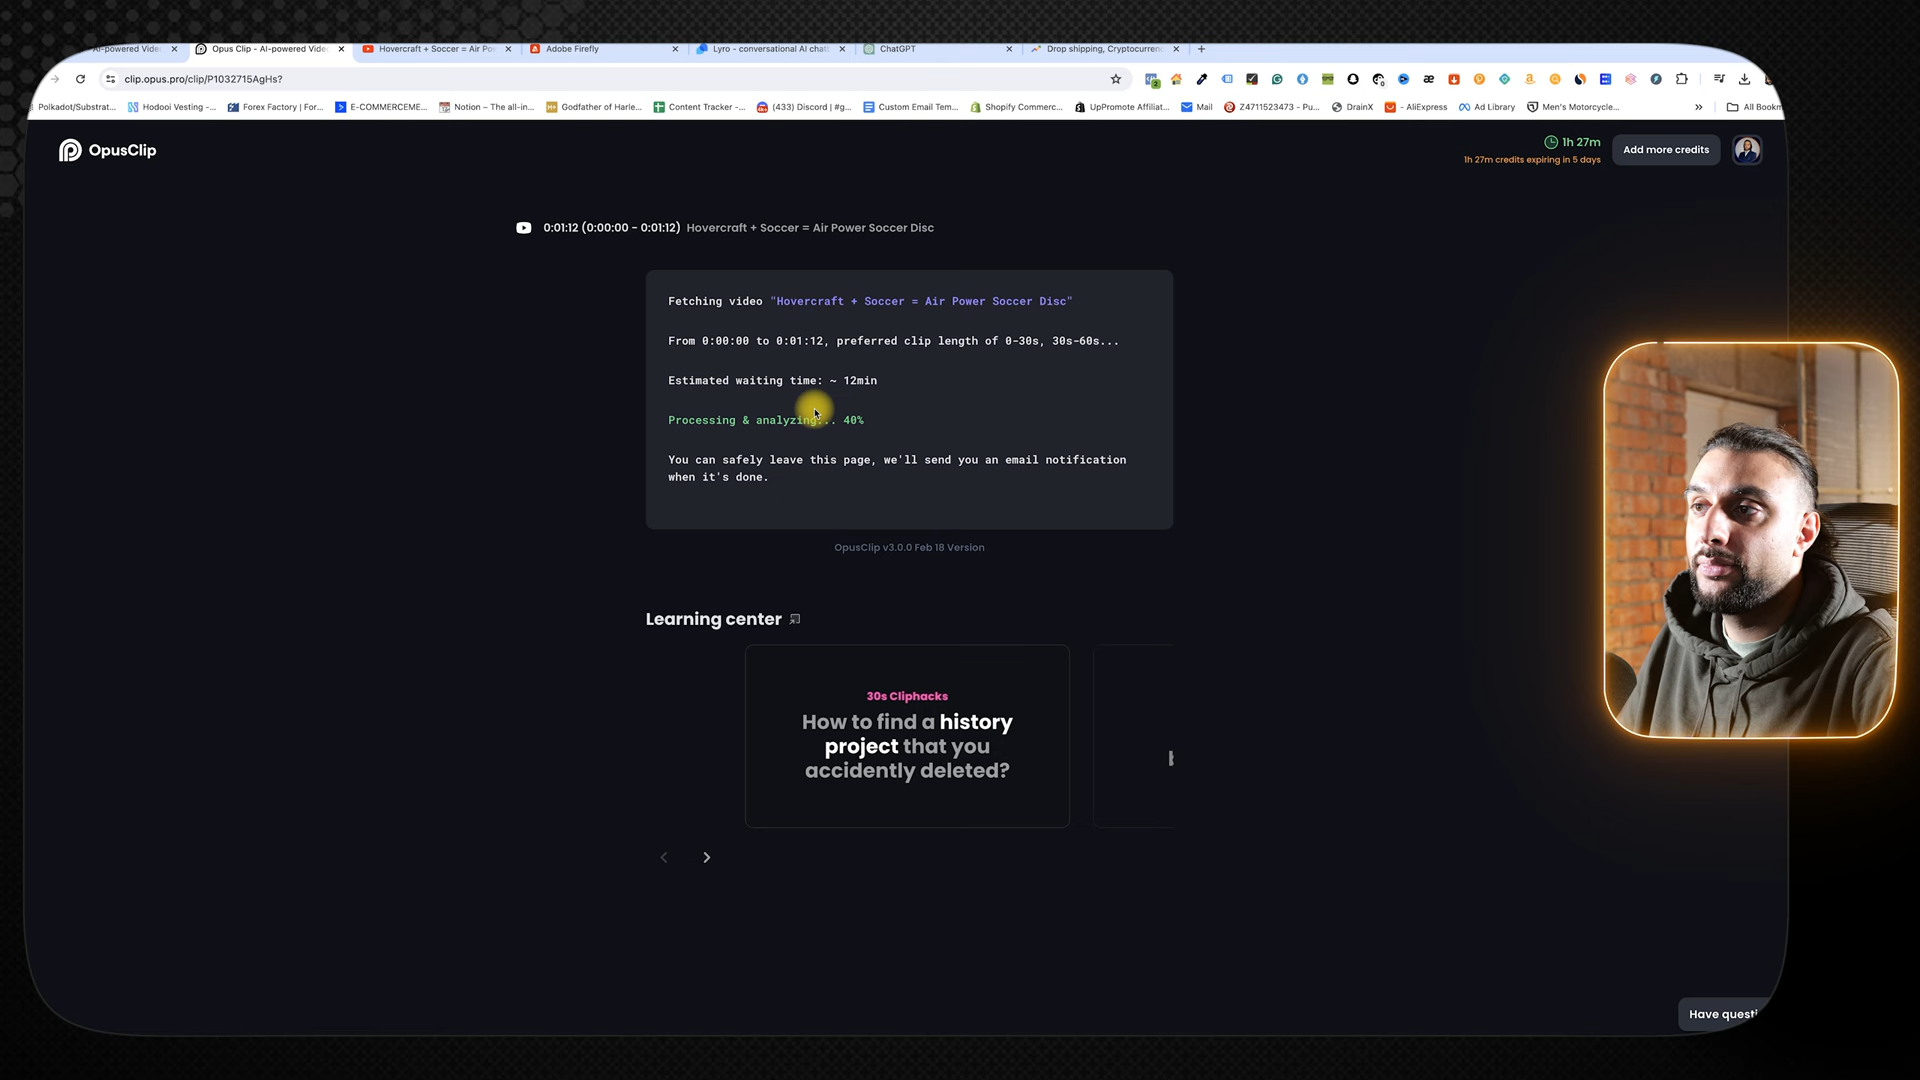 AI-powered Vide
Opus Clip - AI-powered Vide
Hovercraft + Soccer = Air Po
Adobe Firefly
Lyro - conversational AI chat
ChatGPT
Drop shipping, Cryptocurren
clip.opus.pro/clip/P1032715AgHs?
Polkadot/Substrat...
Hodooi Vesting -...
Forex Factory | For...
E-COMMERCEME...
Notion – The all-in...
Godfather of Harle...
Content Tracker -...
(433) Discord | #g...
Custom Email Tem...
Shopify Commerc...
UpPromote Affiliat...
Mail
Z4711523473 - Pu...
DrainX
- AliExpress
Ad Library
Men's Motorcycle...
»
All Bookm
OpusClip
1h 27m
1h 27m credits expiring in 5 days
Add more credits
0:01:12 (0:00:00 - 0:01:12) Hovercraft + Soccer = Air Power Soccer Disc
Fetching video "Hovercraft + Soccer = Air Power Soccer Disc"
From 0:00:00 to 0:01:12, preferred clip length of 0-30s, 30s-60s...
Estimated waiting time: ~ 12min
Processing & analyzing... 40%
You can safely leave this page, we'll send you an email notification
when it's done.
OpusClip v3.0.0 Feb 18 Version
Learning center
30s Cliphacks
How to find a history
project that you
accidently deleted?
Have questi